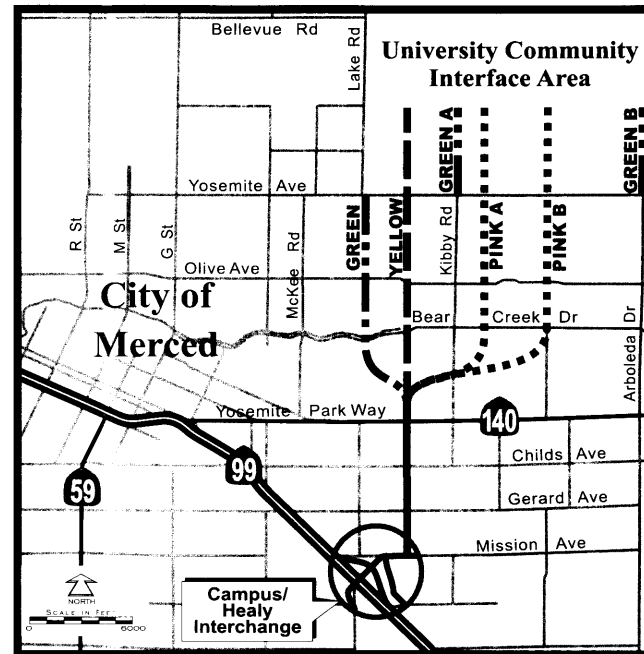 Bellevue Rd
Lake Rd
University Community
Interface Area
GREEN A
GREEN B
Yosemite Ave
R St
M St
G St
McKee Rd
GREEN
YELLOW
Kibby Rd
PINK A
PINK B
Olive Ave
City of
Merced
Bear Creek Dr
Arboleda Dr
Yosemite Park Way
140
99
59
Childs Ave
Gerard Ave
Mission Ave
Campus/
Healy
Interchange
NORTH
SCALE IN FEET
0 6000